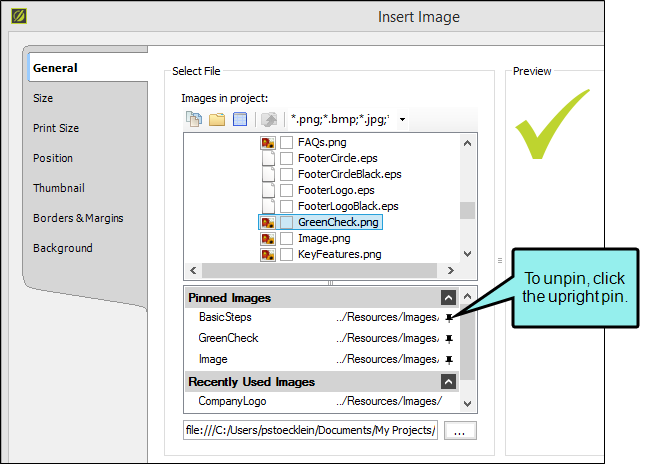 Insert Image
General
Size
Print Size
Position
Thumbnail
Borders & Margins
Background
Select File
Images in project:
*.png;*.bmp;*.jpg;*
FAQs.png
FooterCircle.eps
FooterCircleBlack.eps
FooterLogo.eps
FooterLogoBlack.eps
GreenCheck.png
Image.png
KeyFeatures.png
Pinned Images
BasicSteps ../Resources/Images/
GreenCheck ../Resources/Images/
Image ../Resources/Images/
Recently Used Images
CompanyLogo ../Resources/Images/
file:///C:/Users/pstoecklein/Documents/My Projects/ ...
Preview
To unpin, click
the upright pin.